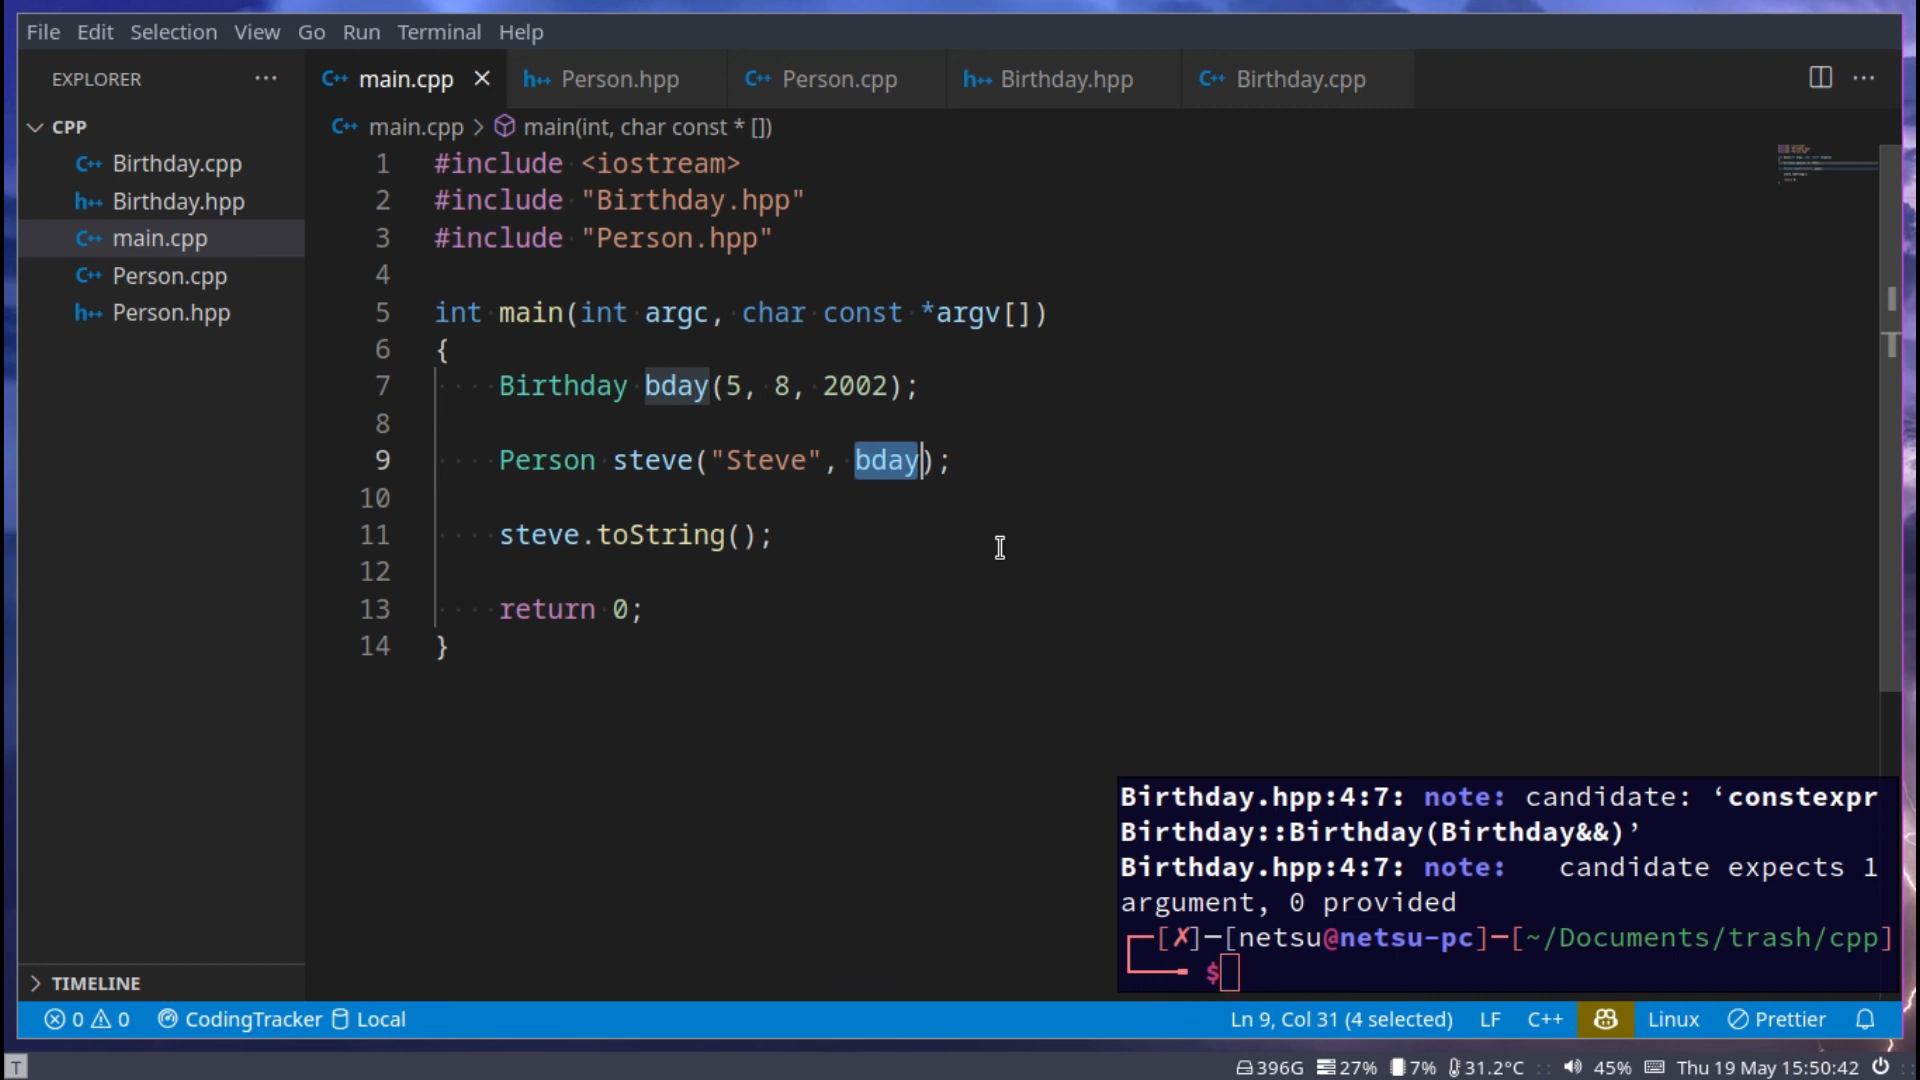 File Edit Selection View Go Run Terminal Help
EXPLORER ···
main.cpp Person.hpp Person.cpp Birthday.hpp Birthday.cpp
CPP
Birthday.cpp
Birthday.hpp
main.cpp
Person.cpp
Person.hpp
TIMELINE
main.cpp > main(int, char const * [])
1 #include <iostream>
2 #include "Birthday.hpp"
3 #include "Person.hpp"
4
5 int main(int argc, char const *argv[])
6 {
7 Birthday bday(5, 8, 2002);
8
9 Person steve("Steve", bday);
10
11 steve.toString();
12
13 return 0;
14 }
Birthday.hpp:4:7: note: candidate: ‘constexpr
Birthday::Birthday(Birthday&&)’
Birthday.hpp:4:7: note:   candidate expects 1
argument, 0 provided
┌─[✗]─[netsu@netsu-pc]─[~/Documents/trash/cpp]
└──╼ $
0 0 CodingTracker Local Ln 9, Col 31 (4 selected) LF C++ Linux Prettier
T 396G 27% 7% 31.2°C :: 45% Thu 19 May 15:50:42